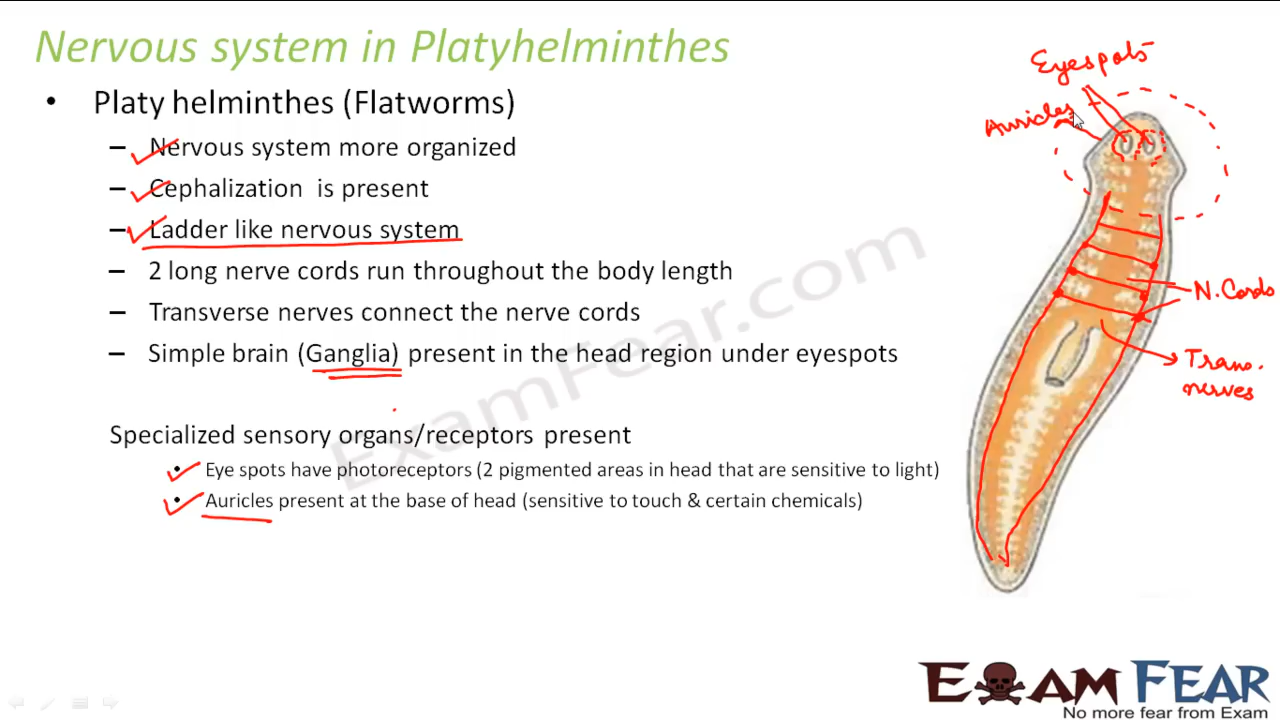 Nervous system in Platyhelminthes
• Platy helminthes (Flatworms)
– Nervous system more organized
– Cephalization is present
– Ladder like nervous system
– 2 long nerve cords run throughout the body length
– Transverse nerves connect the nerve cords
– Simple brain (Ganglia) present in the head region under eyespots
Specialized sensory organs/receptors present
• Eye spots have photoreceptors (2 pigmented areas in head that are sensitive to light)
• Auricles present at the base of head (sensitive to touch & certain chemicals)
Eyespots
Auricles
N. Cords
Trans.
nerves
ExamFear.com
EXAM FEAR
No more fear from Exam